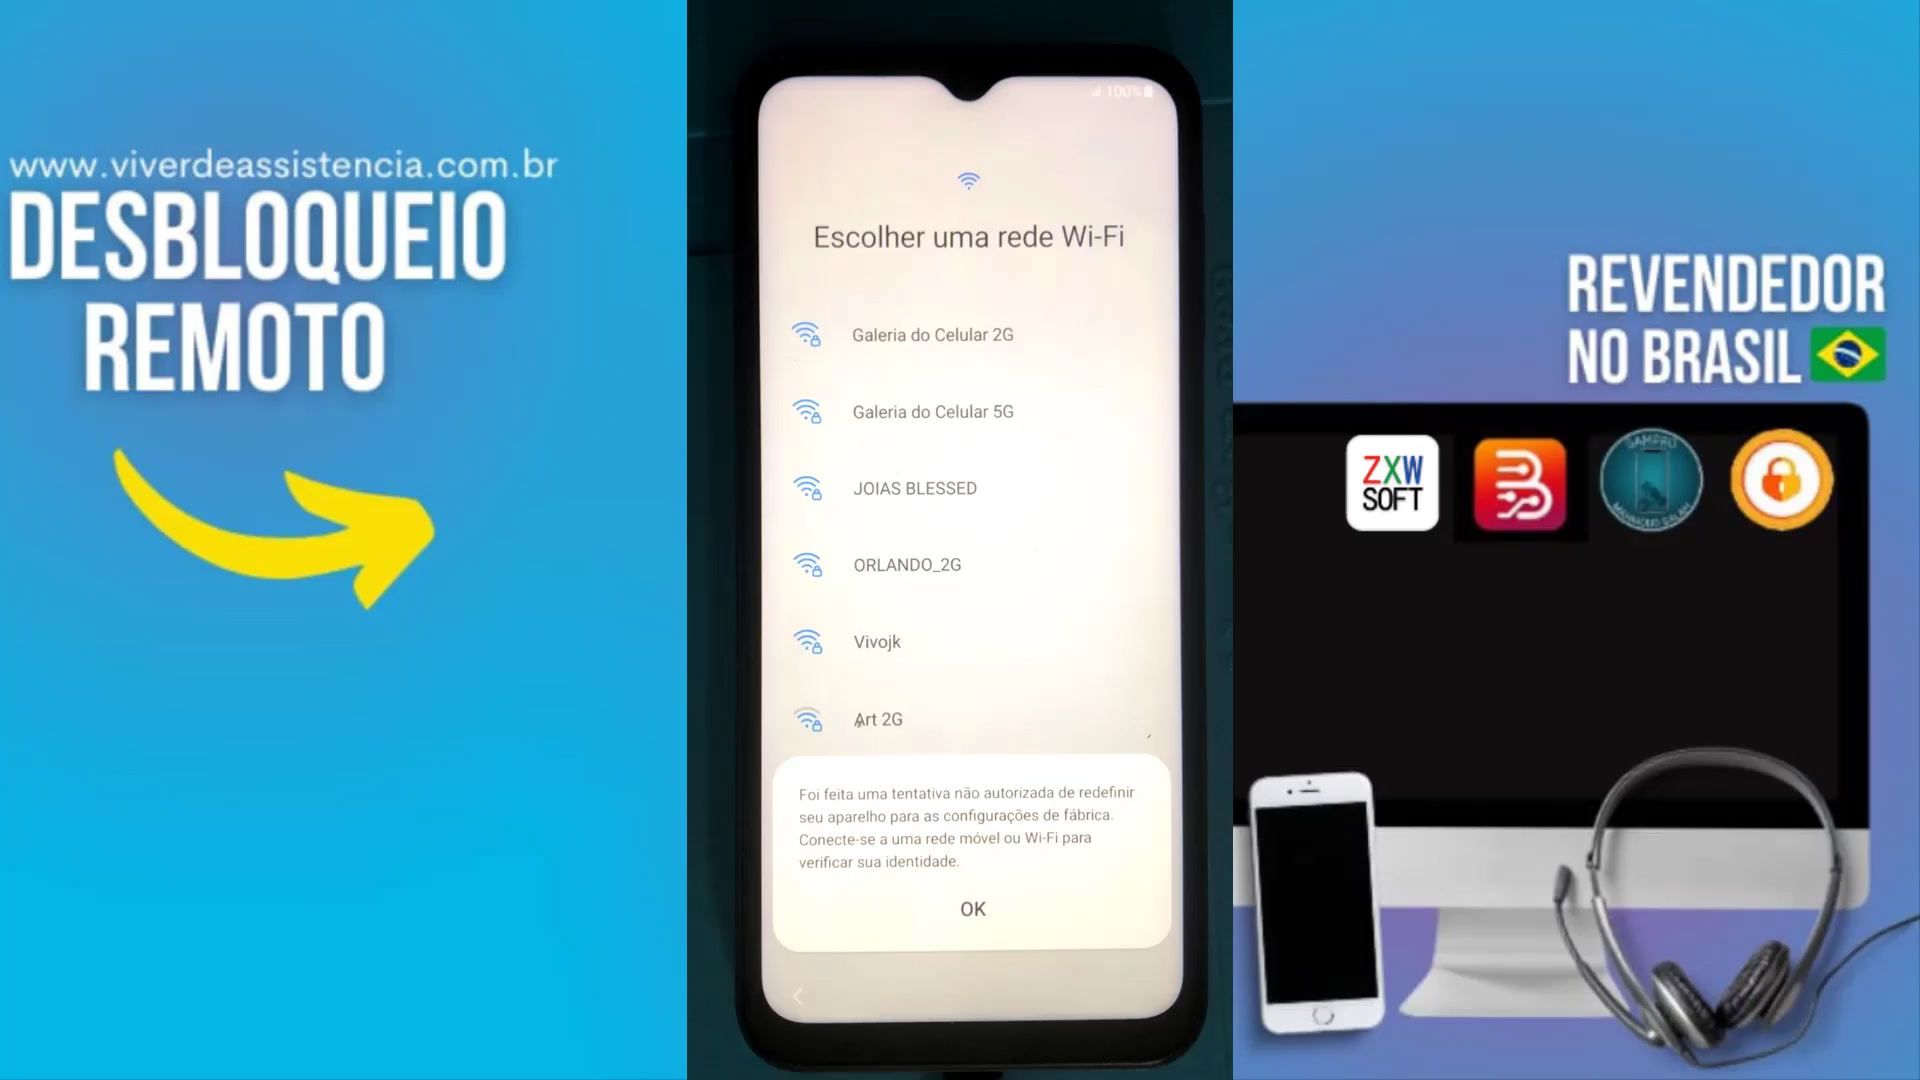 www.viverdeassistencia.com.br
DESBLOQUEIO
REMOTO
100%
Escolher uma rede Wi-Fi
Galeria do Celular 2G
Galeria do Celular 5G
JOIAS BLESSED
ORLANDO_2G
Vivojk
Art 2G
Foi feita uma tentativa não autorizada de redefinir
seu aparelho para as configurações de fábrica.
Conecte-se a uma rede móvel ou Wi-Fi para
verificar sua identidade.
OK
REVENDEDOR
NO BRASIL
ZXW
SOFT